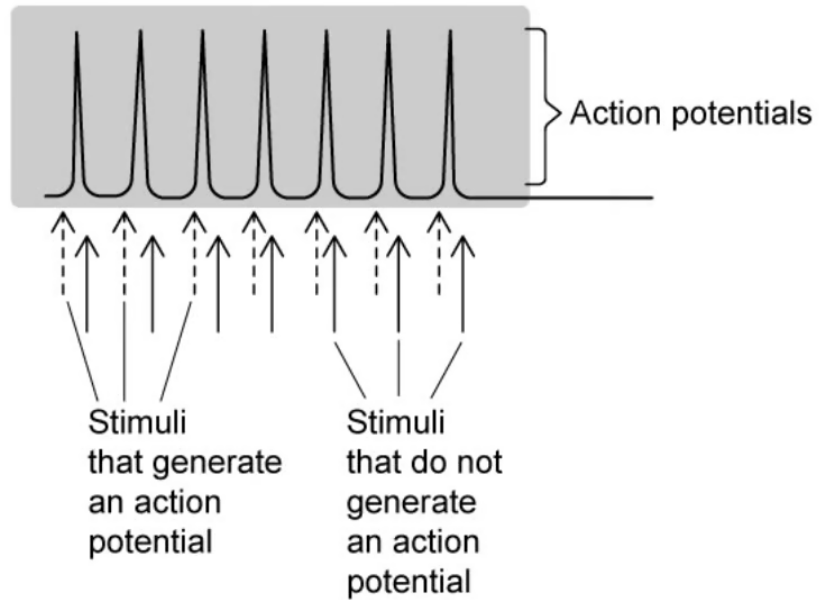 Action potentials
Stimuli
that generate
an action
potential
Stimuli
that do not
generate
an action
potential